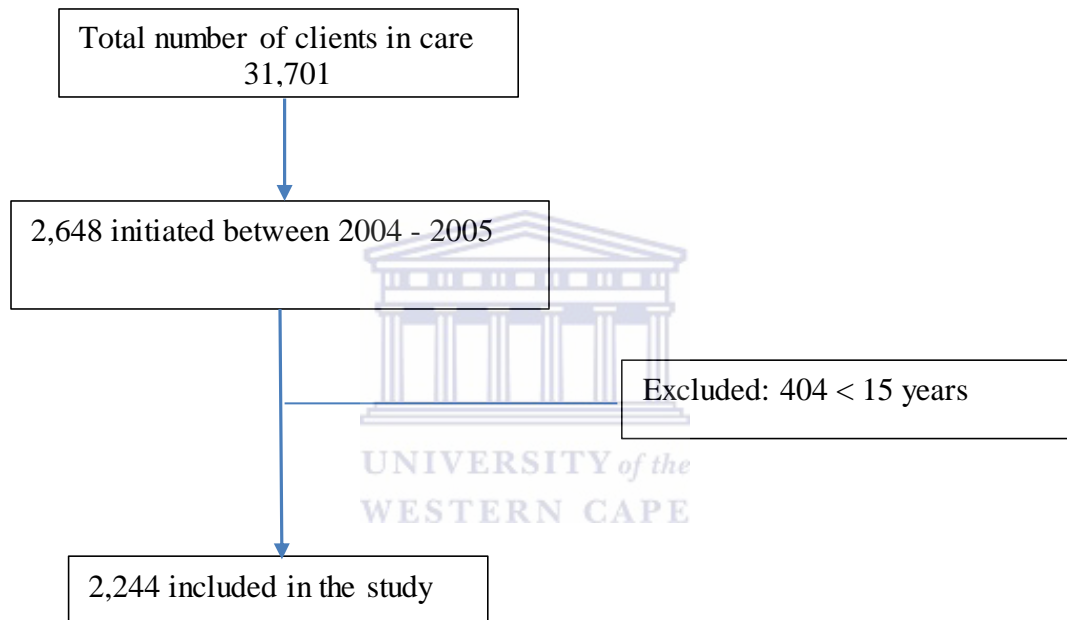 Total number of clients in care
31,701
2,648 initiated between 2004 - 2005
Excluded: 404 < 15 years
UNIVERSITY of the
WESTERN CAPE
2,244 included in the study